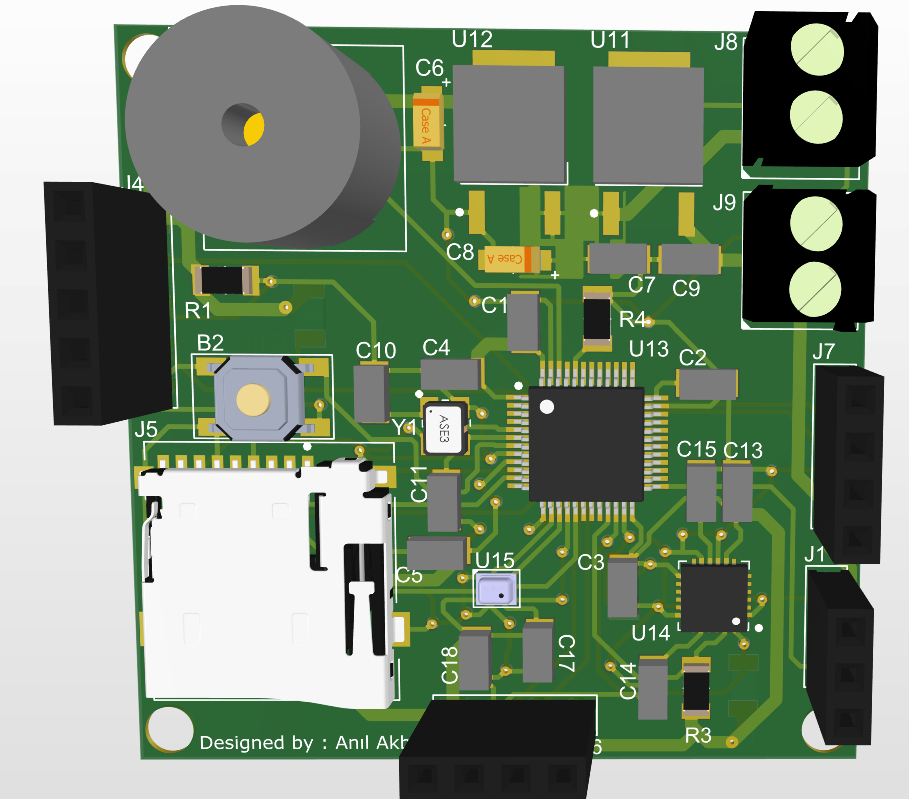 U12
U11
J8
C6
+
Case A
J4
J9
C8
Case A
+
C7
C9
R1
C1
R4
U13
B2
C10
C4
C2
J7
Y1
ASE3
J5
C11
C15
C13
C5
U15
C3
J1
U14
C18
C17
C14
R3
Designed by : Anıl Akb
6